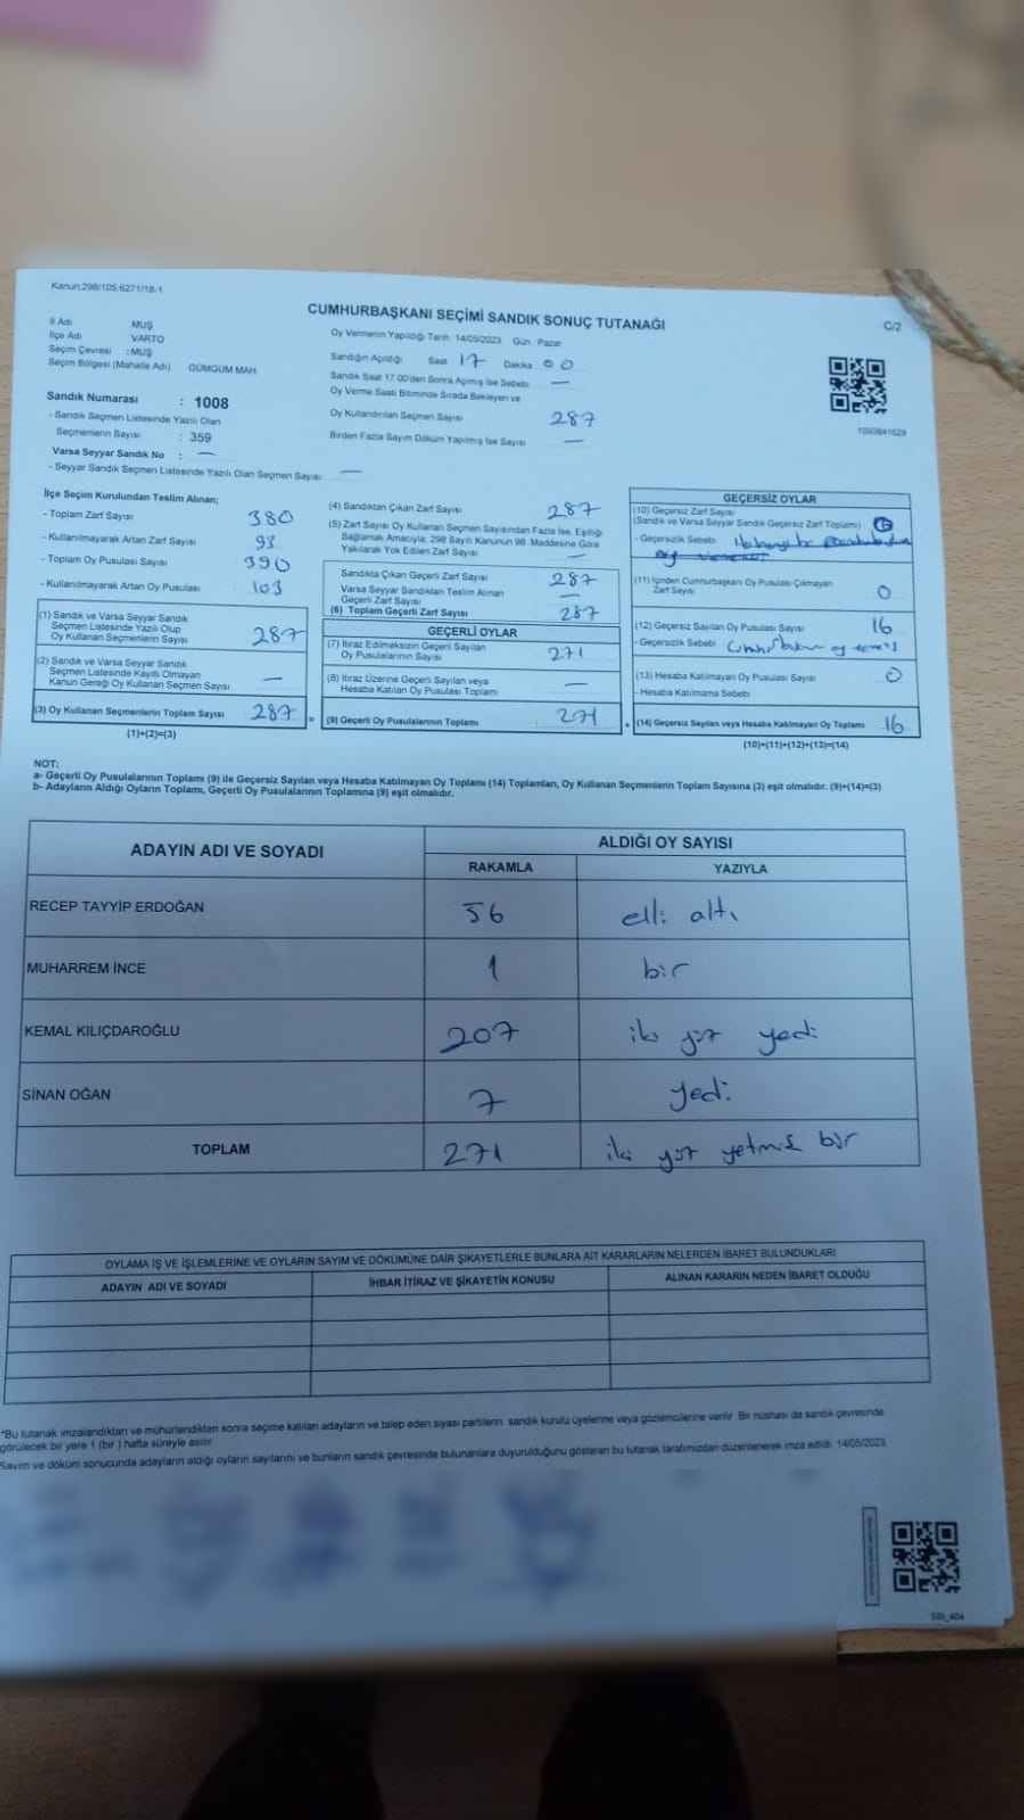 Kanun:298/105;6271/18-1
CUMHURBAŞKANI SEÇİMİ SANDIK SONUÇ TUTANAĞI
C/2
İl Adı MUŞ
İlçe Adı VARTO
Seçim Çevresi : MUŞ
Seçim Bölgesi (Mahalle Adı) GÜMGÜM MAH.
Sandık Numarası : 1008
- Sandık Seçmen Listesinde Yazılı Olan
Seçmenlerin Sayısı : 359
Varsa Seyyar Sandık No : —
- Seyyar Sandık Seçmen Listesinde Yazılı Olan Seçmen Sayısı —
Oy Vermenin Yapıldığı Tarih 14/05/2023 Gün Pazar
Sandığın Açıldığı Saat 17 Dakika 00
Sandık Saat 17.00'den Sonra Açılmış İse Sebebi —
Oy Verme Saati Bitiminde Sırada Bekleyen ve
Oy Kullandırılan Seçmen Sayısı 287
Birden Fazla Sayım Döküm Yapılmış İse Sayısı —
İlçe Seçim Kurulundan Teslim Alınan;
- Toplam Zarf Sayısı 380
- Kullanılmayarak Artan Zarf Sayısı 93
- Toplam Oy Pusulası Sayısı 390
- Kullanılmayarak Artan Oy Pusulası 103
(1) Sandık ve Varsa Seyyar Sandık
Seçmen Listesinde Yazılı Olup
Oy Kullanan Seçmenlerin Sayısı 287
(2) Sandık ve Varsa Seyyar Sandık
Seçmen Listesinde Kayıtlı Olmayan
Kanun Gereği Oy Kullanan Seçmen Sayısı —
(3) Oy Kullanan Seçmenlerin Toplam Sayısı 287
(1)+(2)=(3)
(4) Sandıktan Çıkan Zarf Sayısı 287
(5) Zarf Sayısı Oy Kullanan Seçmen Sayısından Fazla İse, Eşitliği
Sağlamak Amacıyla, 298 Sayılı Kanunun 98. Maddesine Göre
Yakılarak Yok Edilen Zarf Sayısı —
Sandıkta Çıkan Geçerli Zarf Sayısı 287
Varsa Seyyar Sandıktan Teslim Alınan
Geçerli Zarf Sayısı —
(6) Toplam Geçerli Zarf Sayısı 287
GEÇERLİ OYLAR
(7) İtiraz Edilmeksizin Geçerli Sayılan
Oy Pusulalarının Sayısı 271
(8) İtiraz Üzerine Geçerli Sayılan veya
Hesaba Katılan Oy Pusulası Toplamı —
(9) Geçerli Oy Pusulalarının Toplamı 271
GEÇERSİZ OYLAR
(10) Geçersiz Zarf Sayısı
(Sandık ve Varsa Seyyar Sandık Geçersiz Zarf Toplamı)
- Geçersizlik Sebebi
(11) İçinden Cumhurbaşkanı Oy Pusulası Çıkmayan
Zarf Sayısı 0
(12) Geçersiz Sayılan Oy Pusulası Sayısı 16
- Geçersizlik Sebebi
(13) Hesaba Katılmayan Oy Pusulası Sayısı 0
- Hesaba Katılmama Sebebi
(14) Geçersiz Sayılan veya Hesaba Katılmayan Oy Toplamı 16
(10)+(11)+(12)+(13)=(14)
NOT:
a- Geçerli Oy Pusulalarının Toplamı (9) ile Geçersiz Sayılan veya Hesaba Katılmayan Oy Toplamı (14) Toplamları, Oy Kullanan Seçmenlerin Toplam Sayısına (3) eşit olmalıdır. (9)+(14)=(3)
b- Adayların Aldığı Oyların Toplamı, Geçerli Oy Pusulalarının Toplamına (9) eşit olmalıdır.
ADAYIN ADI VE SOYADI
ALDIĞI OY SAYISI
RAKAMLA YAZIYLA
RECEP TAYYİP ERDOĞAN 56 elli altı
MUHARREM İNCE 1 bir
KEMAL KILIÇDAROĞLU 207 iki yüz yedi
SİNAN OĞAN 7 yedi
TOPLAM 271 iki yüz yetmiş bir
OYLAMA İŞ VE İŞLEMLERİNE VE OYLARIN SAYIM VE DÖKÜMÜNE DAİR ŞİKAYETLERLE BUNLARA AİT KARARLARIN NELERDEN İBARET BULUNDUKLARI
ADAYIN ADI VE SOYADI İHBAR İTİRAZ VE ŞİKAYETİN KONUSU ALINAN KARARIN NEDEN İBARET OLDUĞU
*Bu tutanak imzalandıktan ve mühürlendikten sonra seçime katılan adayların ve talep eden siyasi partilerin sandık kurulu üyelerine veya gözlemcilerine verilir. Bir nüshası da sandık çevresinde
görülecek bir yere 1 (bir) hafta süreyle asılır.
Sayım ve döküm sonucunda adayların aldığı oyların sayılarını ve bunların sandık çevresinde bulunanlara duyurulduğunu gösteren bu tutanak tarafımızdan düzenlenerek imza edildi. 14/05/2023